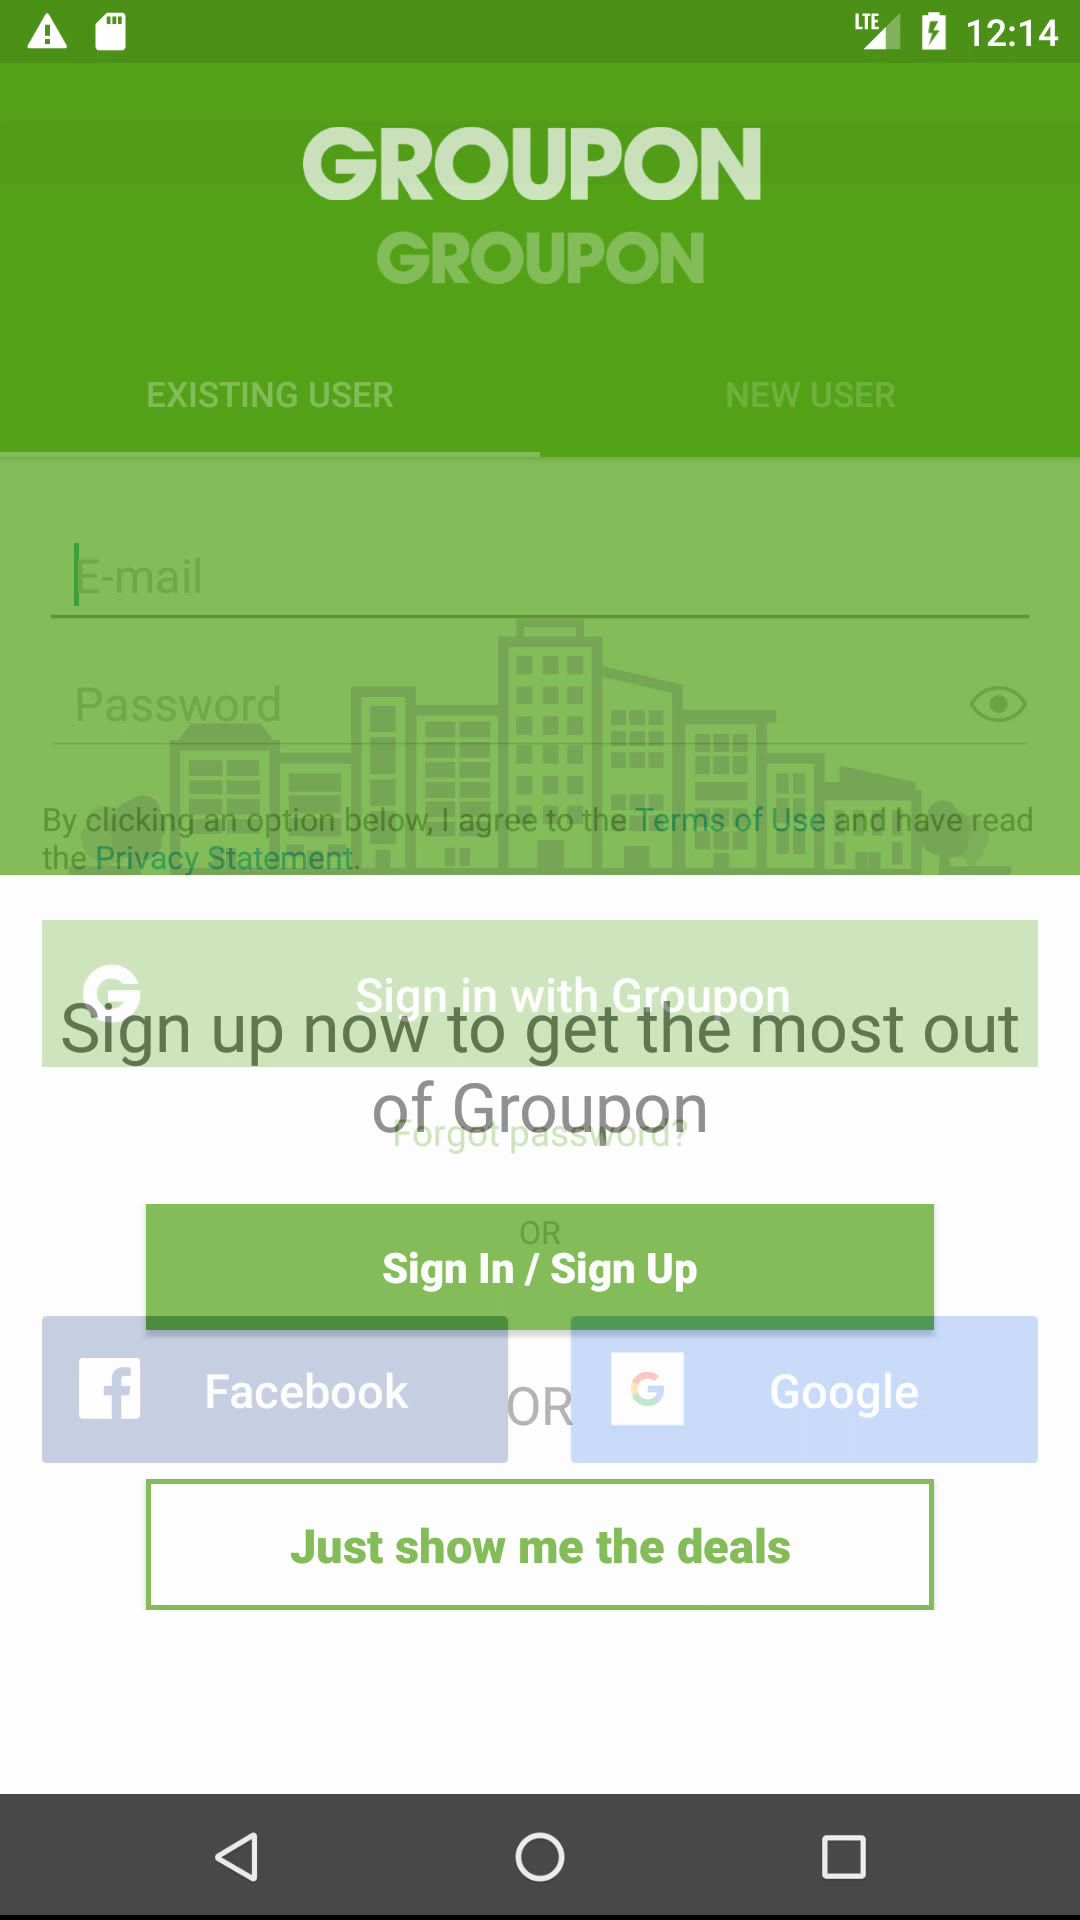 LTE 12:14
GROUPON
GROUPON
EXISTING USER NEW USER
E-mail
Password
By clicking an option below, I agree to the Terms of Use and have read
the Privacy Statement.
Sign in with Groupon
Sign up now to get the most out
of Groupon
Forgot password?
OR
Sign In / Sign Up
Facebook
OR
Google
Just show me the deals